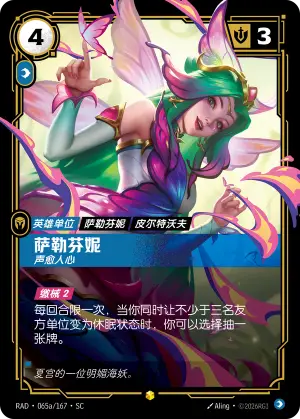 4
3
英雄单位 萨勒芬妮 皮尔特沃夫
萨勒芬妮
声愈人心
缴械 2
每回合限一次，当你同时让不少于三名友
方单位变为休眠状态时，你可以选择抽一
张牌。
夏宫的一位明媚海妖。
RAD • 065a/167 • SC
Aling ©2026RGI